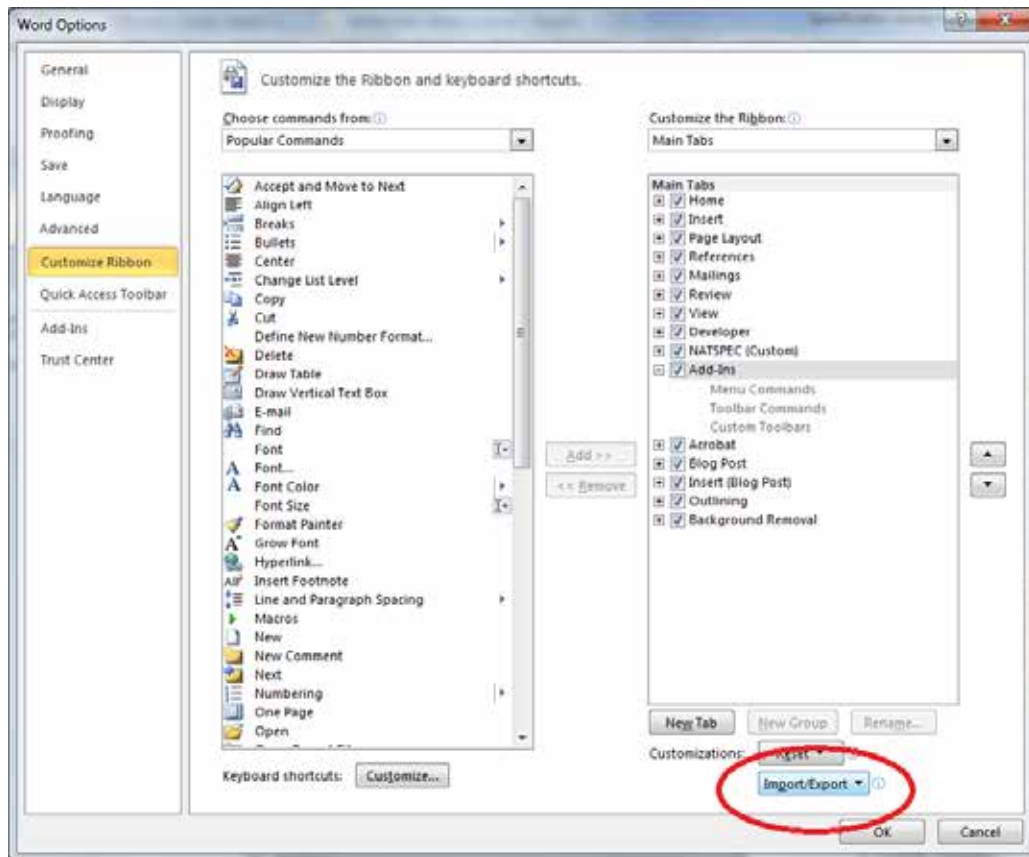 Word Options
General
Display
Proofing
Save
Language
Advanced
Customize Ribbon
Quick Access Toolbar
Add-Ins
Trust Center
Customize the Ribbon and keyboard shortcuts.
Choose commands from:
Popular Commands
Accept and Move to Next
Align Left
Breaks
Bullets
Center
Change List Level
Copy
Cut
Define New Number Format...
Delete
Draw Table
Draw Vertical Text Box
E-mail
Find
Font
Font...
Font Color
Font Size
Format Painter
Grow Font
Hyperlink...
Insert Footnote
Line and Paragraph Spacing
Macros
New
New Comment
Next
Numbering
One Page
Open
Keyboard shortcuts: Customize...
Add >>
<< Remove
Customize the Ribbon:
Main Tabs
Main Tabs
Home
Insert
Page Layout
References
Mailings
Review
View
Developer
NATSPEC (Custom)
Add-Ins
Menu Commands
Toolbar Commands
Custom Toolbars
Acrobat
Blog Post
Insert (Blog Post)
Outlining
Background Removal
New Tab New Group Rename...
Customizations: Reset
Import/Export
OK Cancel